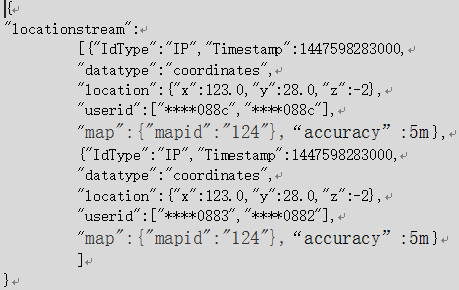 {
"locationstream":
[{"IdType":"IP","Timestamp":1447598283000,
"datatype":"coordinates",
"location":{"x":123.0,"y":28.0,"z":-2},
"userid":["****088c","****088c"],
"map":{"mapid":"124"},“accuracy”:5m},
{"IdType":"IP","Timestamp":1447598283000,
"datatype":"coordinates",
"location":{"x":123.0,"y":28.0,"z":-2},
"userid":["****0883","****0882"],
"map":{"mapid":"124"},“accuracy”:5m}
]
}